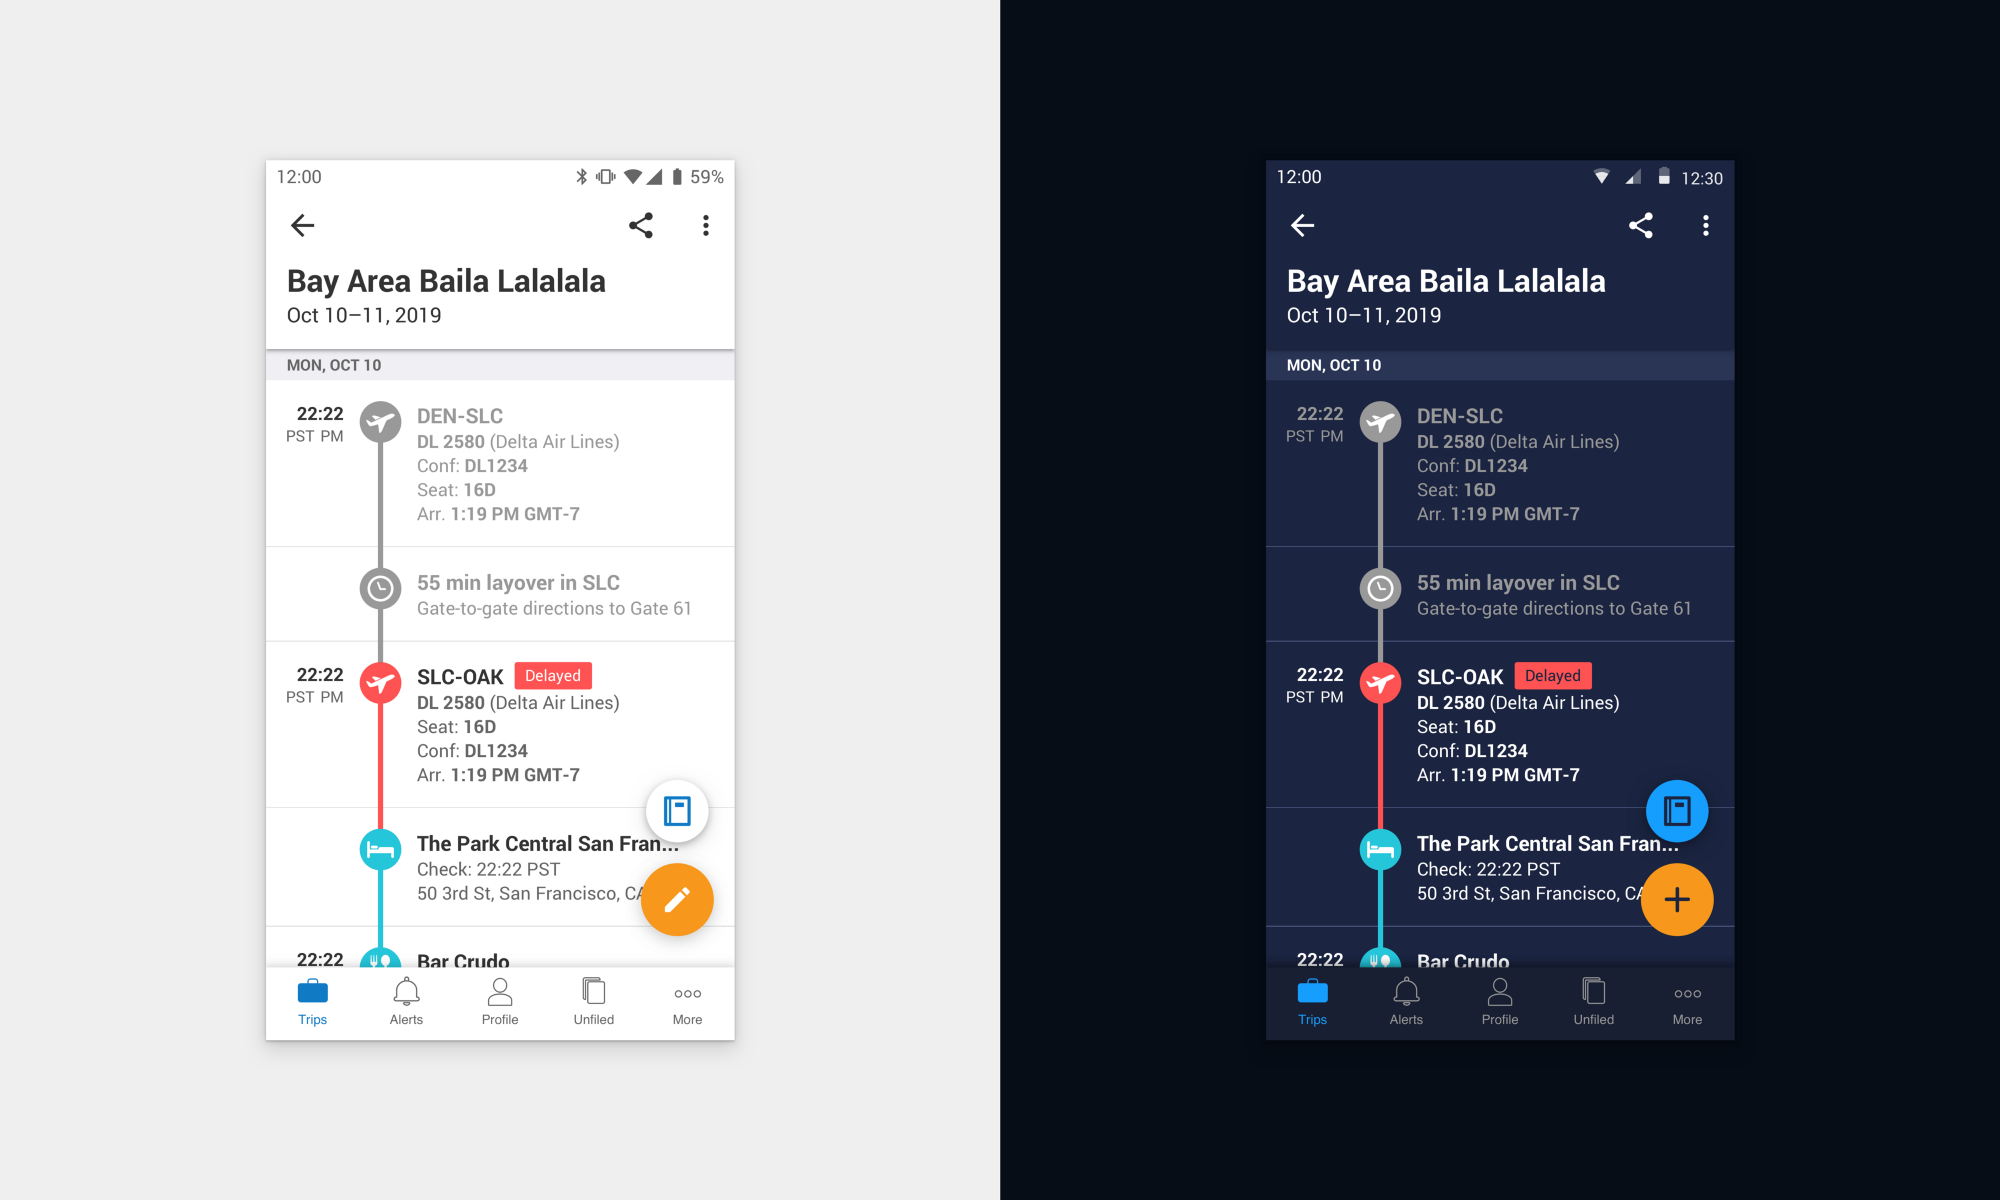 12:00 59%
Bay Area Baila Lalalala
Oct 10–11, 2019
MON, OCT 10
22:22
PST PM
DEN-SLC
DL 2580 (Delta Air Lines)
Conf: DL1234
Seat: 16D
Arr. 1:19 PM GMT-7
55 min layover in SLC
Gate-to-gate directions to Gate 61
22:22
PST PM
SLC-OAK Delayed
DL 2580 (Delta Air Lines)
Seat: 16D
Conf: DL1234
Arr. 1:19 PM GMT-7
The Park Central San Fran...
Check: 22:22 PST
50 3rd St, San Francisco, CA
22:22 Bar Crudo
Trips Alerts Profile Unfiled More
12:00 12:30
Bay Area Baila Lalalala
Oct 10–11, 2019
MON, OCT 10
22:22
PST PM
DEN-SLC
DL 2580 (Delta Air Lines)
Conf: DL1234
Seat: 16D
Arr. 1:19 PM GMT-7
55 min layover in SLC
Gate-to-gate directions to Gate 61
22:22
PST PM
SLC-OAK Delayed
DL 2580 (Delta Air Lines)
Seat: 16D
Conf: DL1234
Arr. 1:19 PM GMT-7
The Park Central San Fran...
Check: 22:22 PST
50 3rd St, San Francisco, CA
22:22 Bar Crudo
Trips Alerts Profile Unfiled More